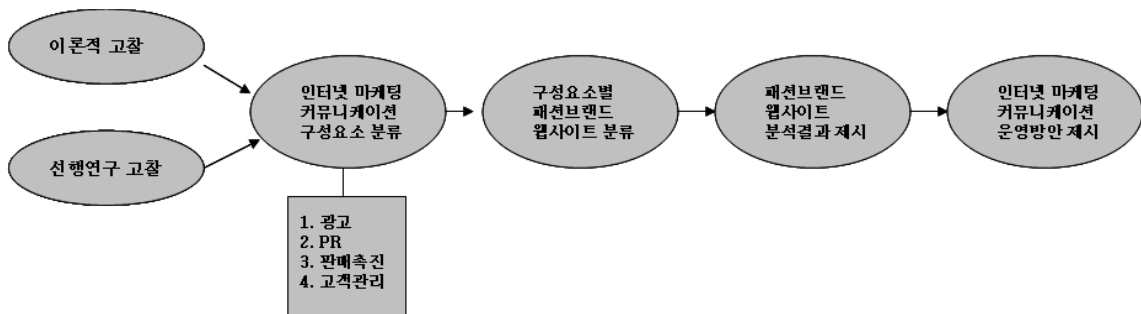 이론적 고찰
선행연구 고찰
인터넷 마케팅
커뮤니케이션
구성요소 분류
1. 광고
2. PR
3. 판매촉진
4. 고객관리
구성요소별
패션브랜드
웹사이트 분류
패션브랜드
웹사이트
분석결과 제시
인터넷 마케팅
커뮤니케이션
운영방안 제시